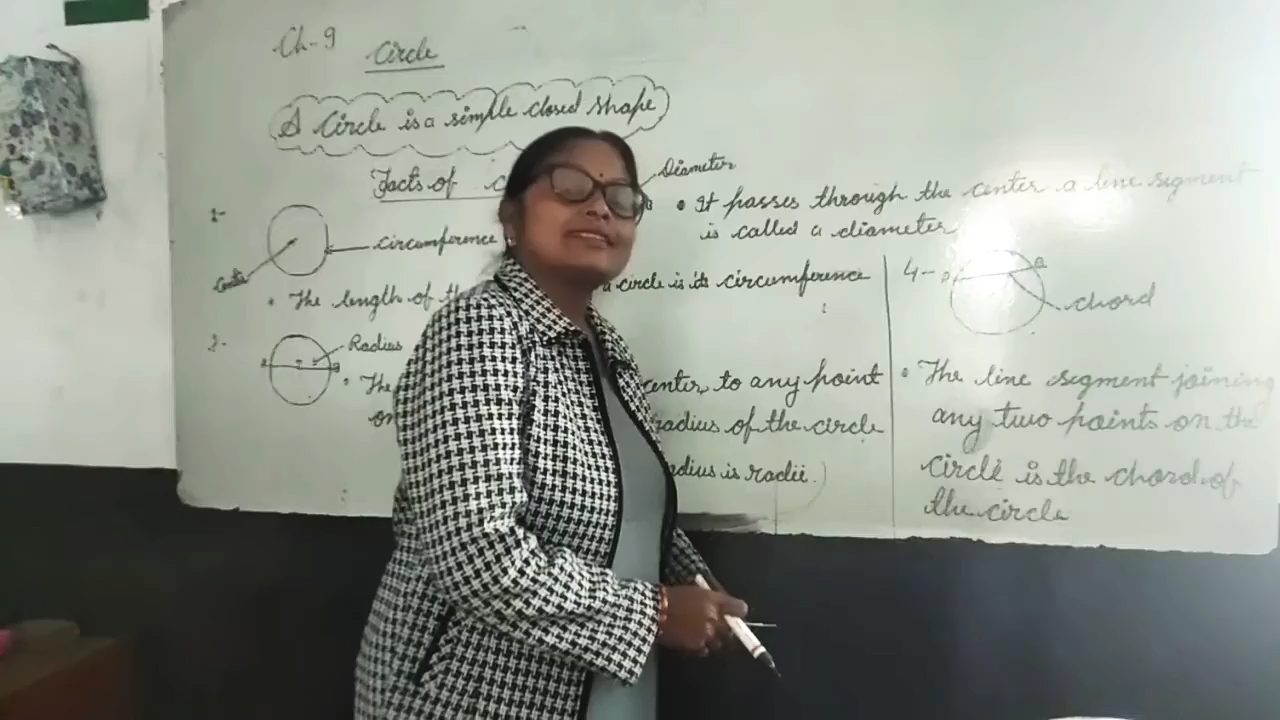 Ch-9 Circle
A Circle is a simple closed shape
Facts of
Diameter
1-
• It passes through the center a line segment
is called a diameter
circumference
Center
• The length of the
a circle is its circumference
2-
Radius
• The
center to any point
on
radius of the circle
radius is radii.)
4-
chord
• The line segment joining
any two points on the
circle is the chord of
the circle